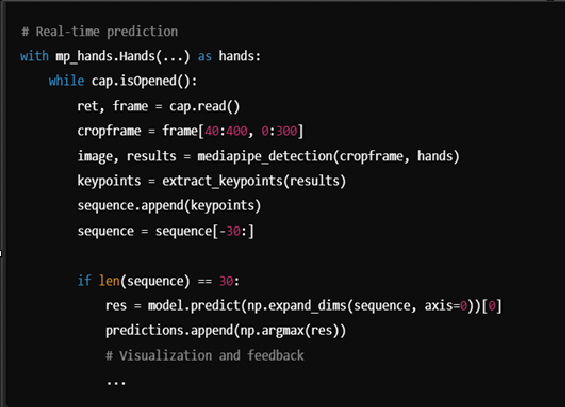 # Real-time prediction
with mp_hands.Hands(...) as hands:
    while cap.isOpened():
        ret, frame = cap.read()
        cropframe = frame[40:400, 0:300]
        image, results = mediapipe_detection(cropframe, hands)
        keypoints = extract_keypoints(results)
        sequence.append(keypoints)
        sequence = sequence[-30:]

        if len(sequence) == 30:
            res = model.predict(np.expand_dims(sequence, axis=0))[0]
            predictions.append(np.argmax(res))
            # Visualization and feedback
            ...